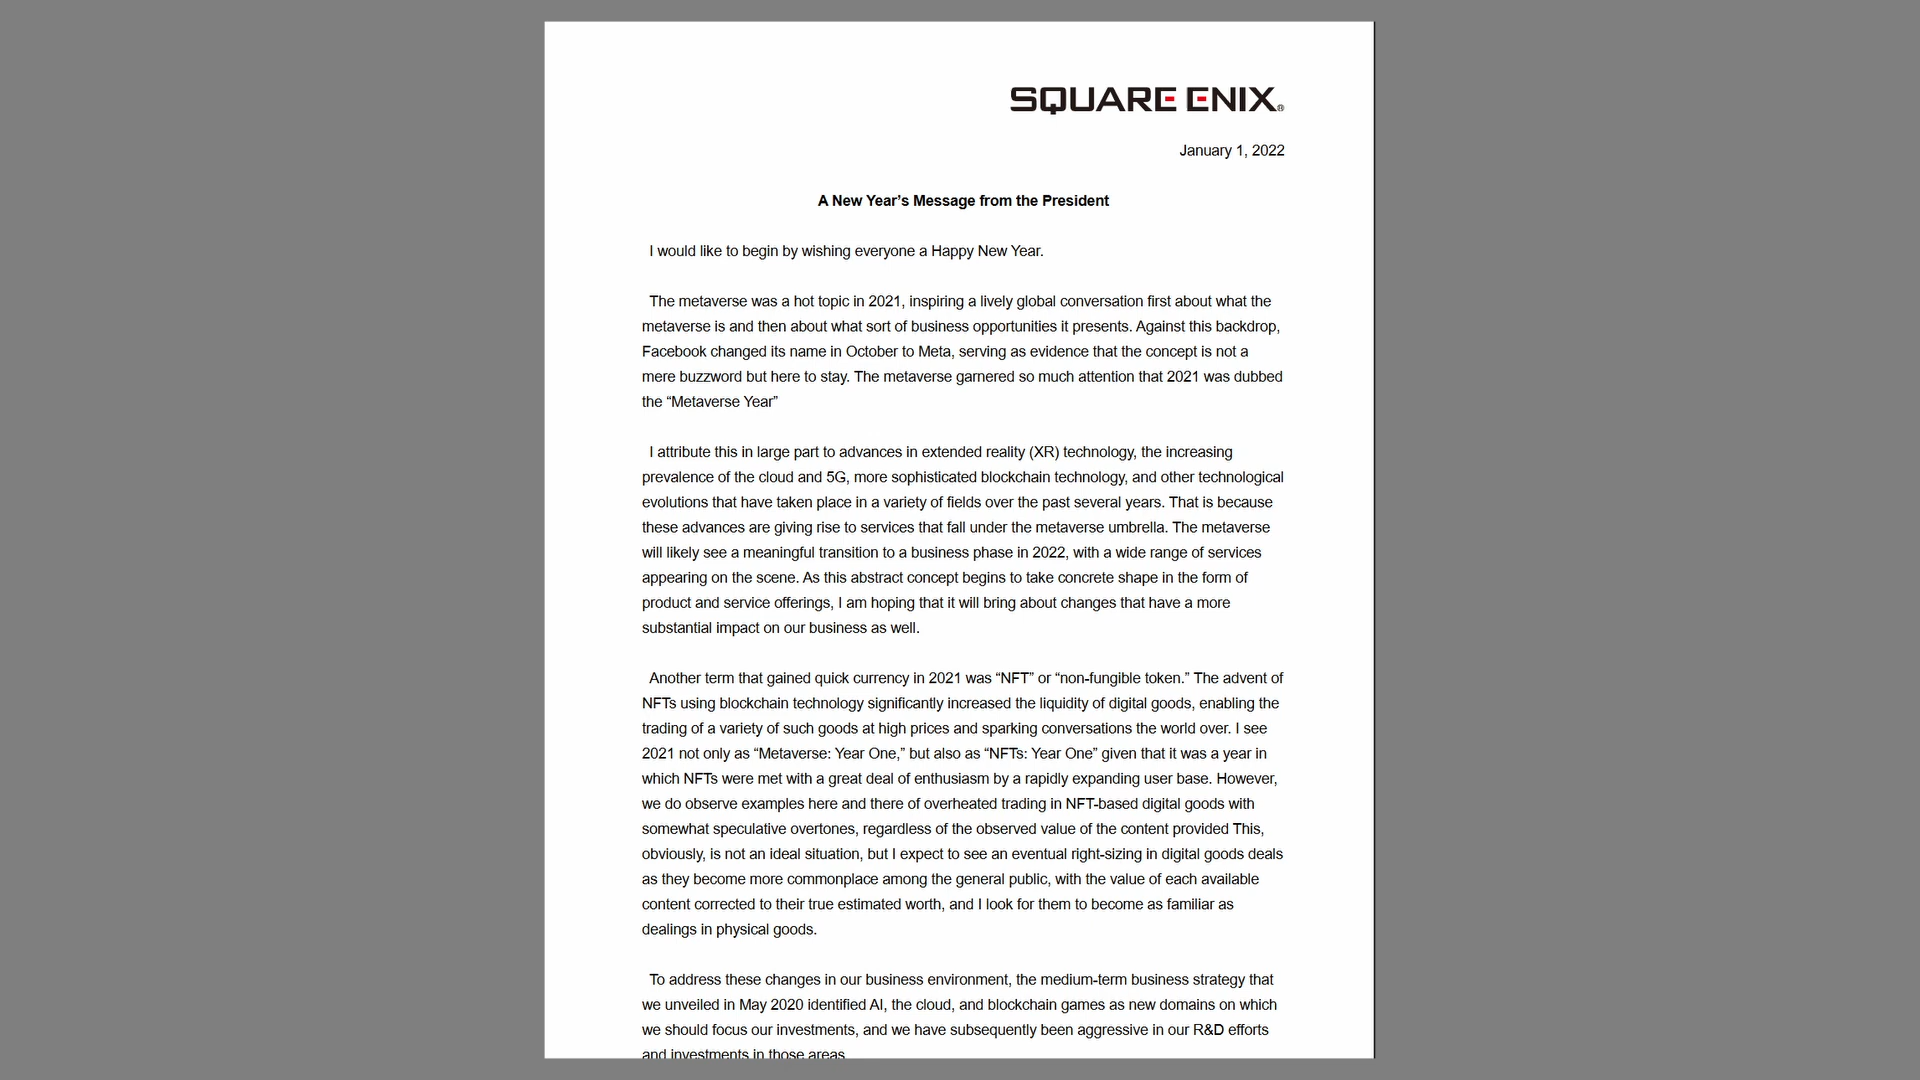 SQUARE ENIX®
January 1, 2022
A New Year’s Message from the President
I would like to begin by wishing everyone a Happy New Year.
The metaverse was a hot topic in 2021, inspiring a lively global conversation first about what the
metaverse is and then about what sort of business opportunities it presents. Against this backdrop,
Facebook changed its name in October to Meta, serving as evidence that the concept is not a
mere buzzword but here to stay. The metaverse garnered so much attention that 2021 was dubbed
the “Metaverse Year”
I attribute this in large part to advances in extended reality (XR) technology, the increasing
prevalence of the cloud and 5G, more sophisticated blockchain technology, and other technological
evolutions that have taken place in a variety of fields over the past several years. That is because
these advances are giving rise to services that fall under the metaverse umbrella. The metaverse
will likely see a meaningful transition to a business phase in 2022, with a wide range of services
appearing on the scene. As this abstract concept begins to take concrete shape in the form of
product and service offerings, I am hoping that it will bring about changes that have a more
substantial impact on our business as well.
Another term that gained quick currency in 2021 was “NFT” or “non-fungible token.” The advent of
NFTs using blockchain technology significantly increased the liquidity of digital goods, enabling the
trading of a variety of such goods at high prices and sparking conversations the world over. I see
2021 not only as “Metaverse: Year One,” but also as “NFTs: Year One” given that it was a year in
which NFTs were met with a great deal of enthusiasm by a rapidly expanding user base. However,
we do observe examples here and there of overheated trading in NFT-based digital goods with
somewhat speculative overtones, regardless of the observed value of the content provided This,
obviously, is not an ideal situation, but I expect to see an eventual right-sizing in digital goods deals
as they become more commonplace among the general public, with the value of each available
content corrected to their true estimated worth, and I look for them to become as familiar as
dealings in physical goods.
To address these changes in our business environment, the medium-term business strategy that
we unveiled in May 2020 identified AI, the cloud, and blockchain games as new domains on which
we should focus our investments, and we have subsequently been aggressive in our R&D efforts
and investments in those areas